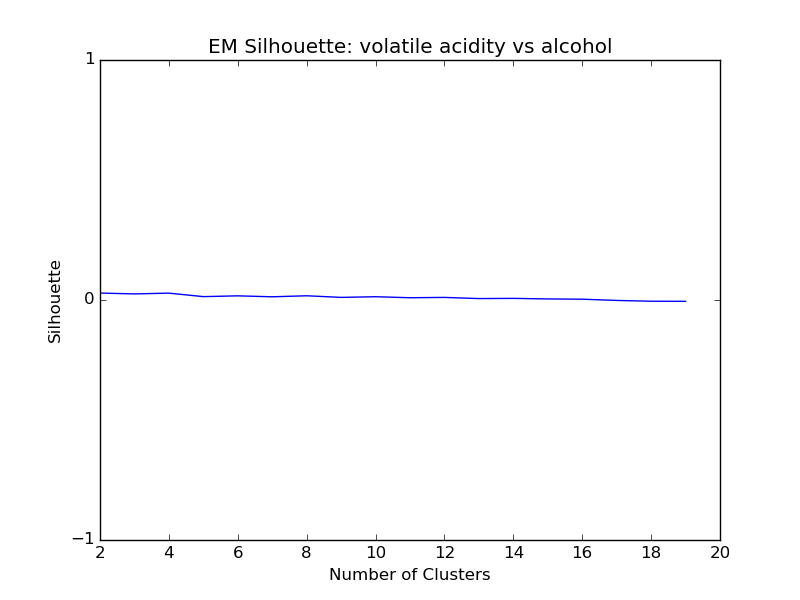 EM Silhouette: volatile acidity vs alcohol
1
0
−1
Silhouette
2 4 6 8 10 12 14 16 18 20
Number of Clusters